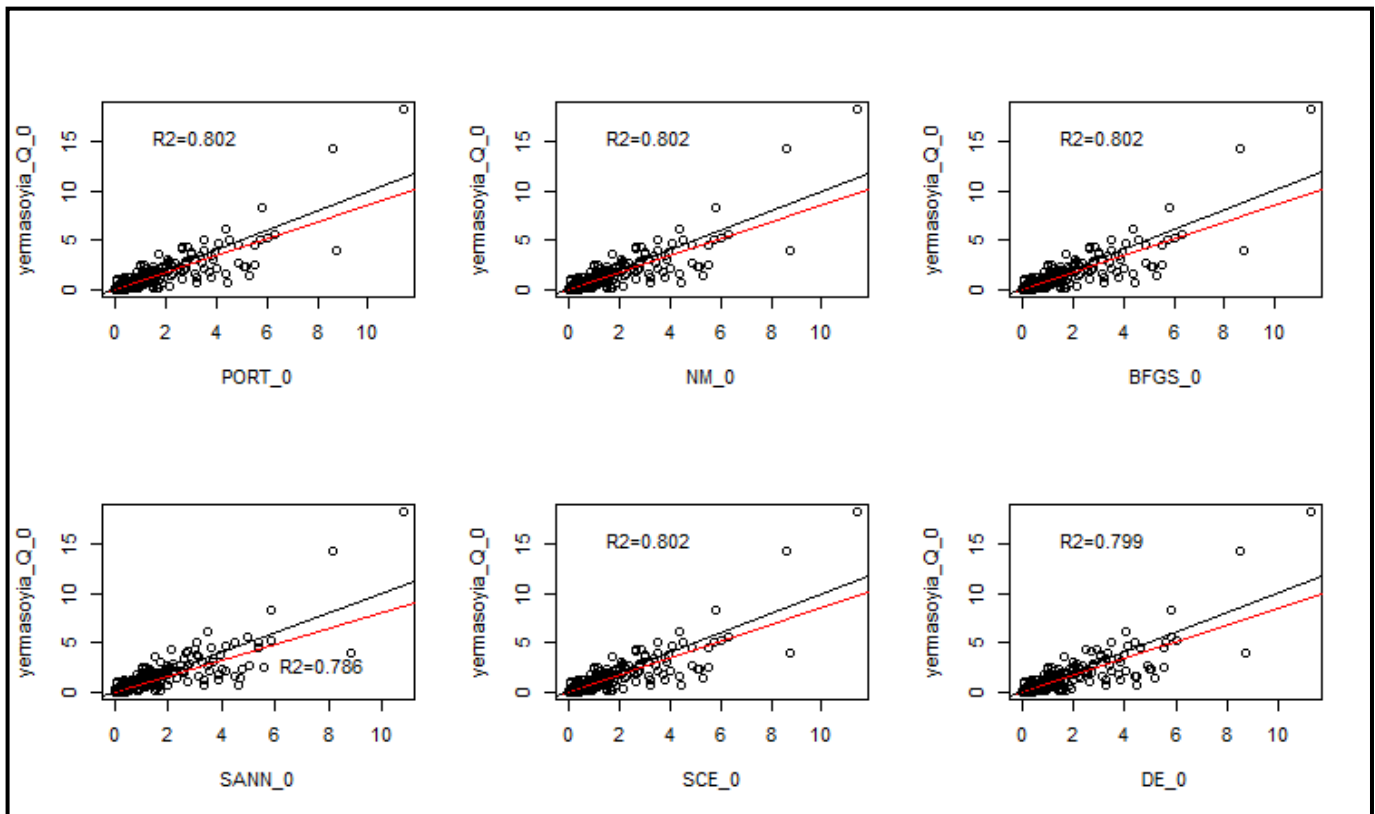 R2=0.802
yermasoyia_Q_0
0 5 10 15
0 2 4 6 8 10
PORT_0
R2=0.802
yermasoyia_Q_0
0 5 10 15
0 2 4 6 8 10
NM_0
R2=0.802
yermasoyia_Q_0
0 5 10 15
0 2 4 6 8 10
BFGS_0
R2=0.786
yermasoyia_Q_0
0 5 10 15
0 2 4 6 8 10
SANN_0
R2=0.802
yermasoyia_Q_0
0 5 10 15
0 2 4 6 8 10
SCE_0
R2=0.799
yermasoyia_Q_0
0 5 10 15
0 2 4 6 8 10
DE_0